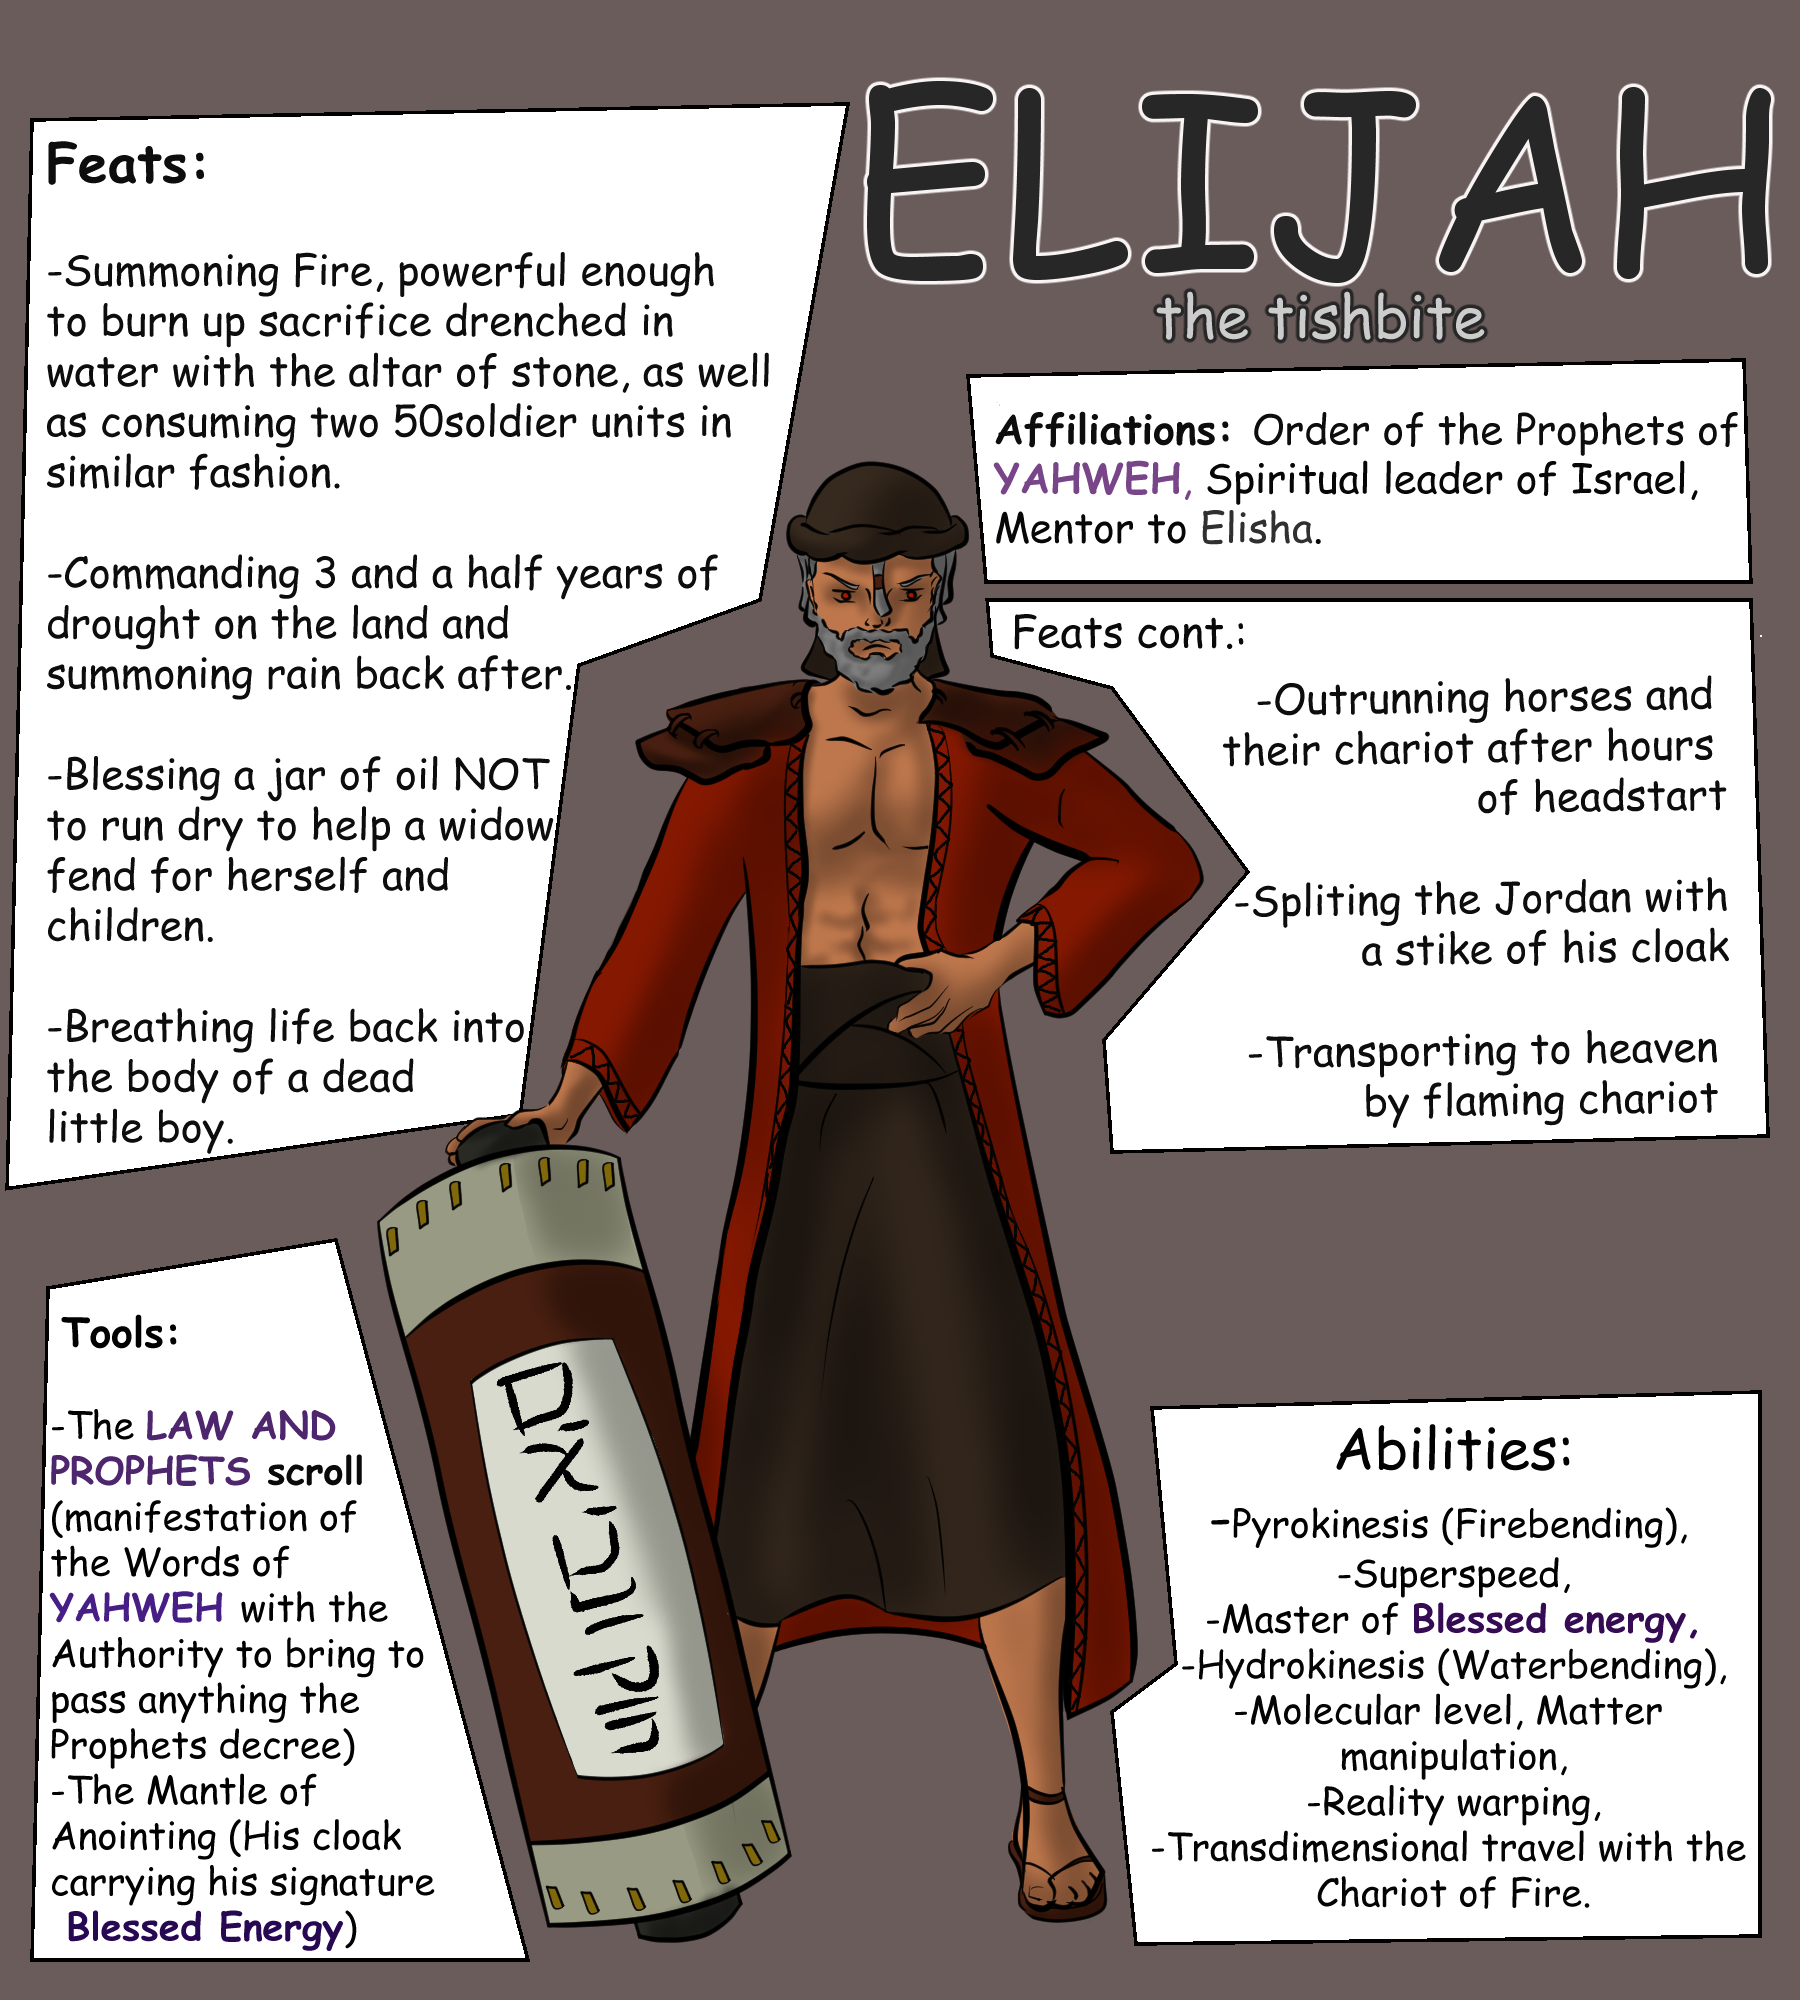 ELIJAH
the tishbite
Feats:
-Summoning Fire, powerful enough
to burn up sacrifice drenched in
water with the altar of stone, as well
as consuming two 50soldier units in
similar fashion.
-Commanding 3 and a half years of
drought on the land and
summoning rain back after.
-Blessing a jar of oil NOT
to run dry to help a widow
fend for herself and
children.
-Breathing life back into
the body of a dead
little boy.
Affiliations: Order of the Prophets of
YAHWEH, Spiritual leader of Israel,
Mentor to Elisha.
Feats cont.:
-Outrunning horses and
their chariot after hours
of headstart
-Spliting the Jordan with
a stike of his cloak
-Transporting to heaven
by flaming chariot
Tools:
-The LAW AND
PROPHETS scroll
(manifestation of
the Words of
YAHWEH with the
Authority to bring to
pass anything the
Prophets decree)
-The Mantle of
Anointing (His cloak
carrying his signature
Blessed Energy)
חוק ונביאים
Abilities:
-Pyrokinesis (Firebending),
-Superspeed,
-Master of Blessed energy,
-Hydrokinesis (Waterbending),
-Molecular level, Matter
manipulation,
-Reality warping,
-Transdimensional travel with the
Chariot of Fire.